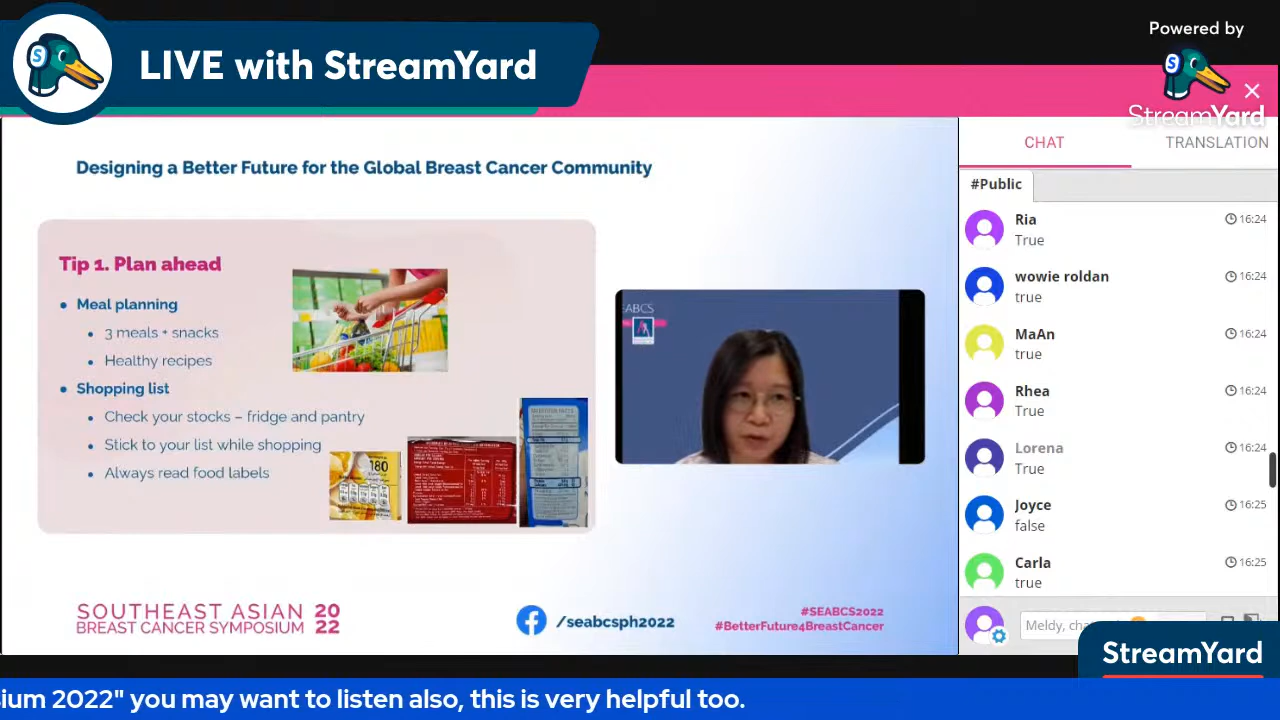 LIVE with StreamYard
Powered by
StreamYard
Designing a Better Future for the Global Breast Cancer Community
Tip 1. Plan ahead
Meal planning
3 meals + snacks
Healthy recipes
Shopping list
Check your stocks – fridge and pantry
Stick to your list while shopping
Always read food labels
180
EABCS
SOUTHEAST ASIAN
BREAST CANCER SYMPOSIUM
20
22
/seabcsph2022
#SEABCS2022
#BetterFuture4BreastCancer
CHAT
TRANSLATION
#Public
Ria
16:24
True
wowie roldan
16:24
true
MaAn
16:24
true
Rhea
16:24
True
Lorena
16:24
True
Joyce
16:25
false
Carla
16:25
true
Meldy, cha
StreamYard
sium 2022" you may want to listen also, this is very helpful too.